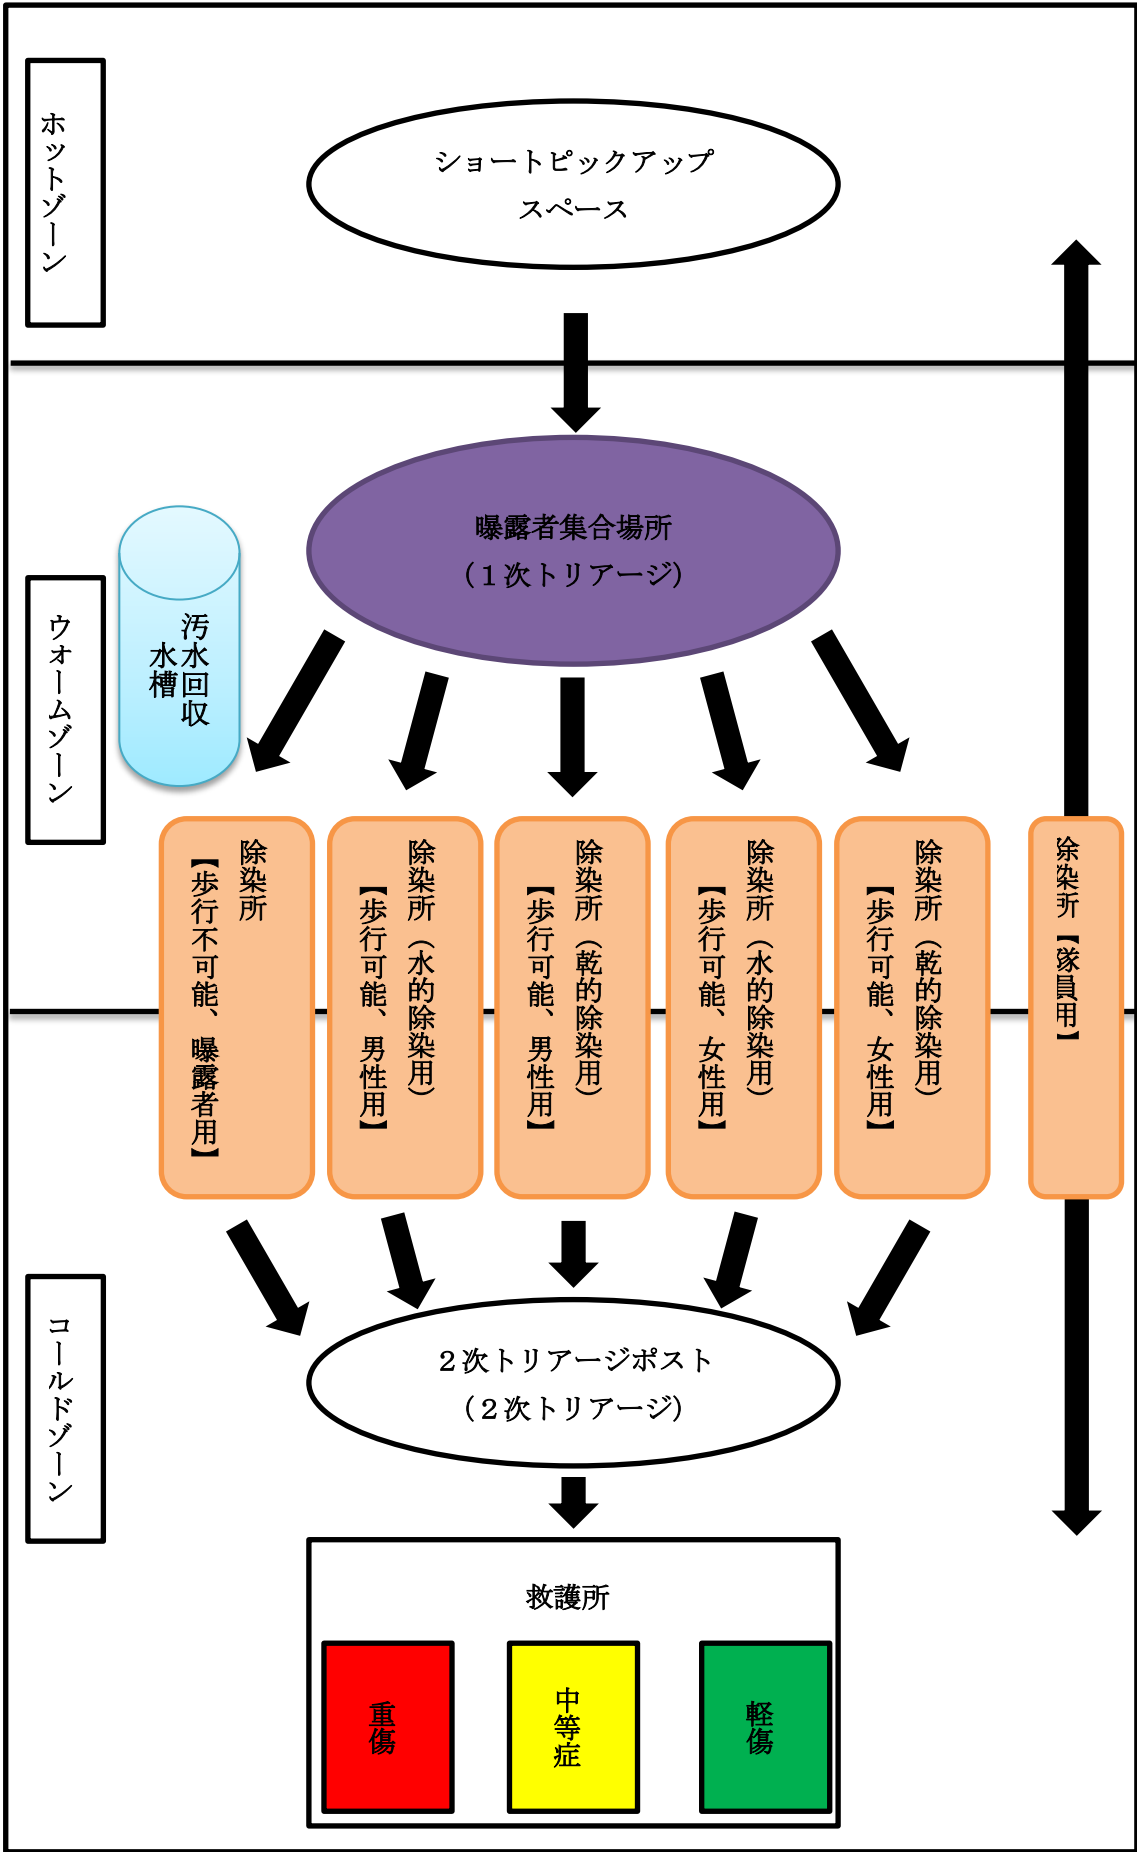 ホットゾーン
ショートピックアップ
スペース
曝露者集合場所
（１次トリアージ）
汚水回収
水槽
ウオームゾーン
除染所
【歩行不可能、曝露者用】
除染所（水的除染用）
【歩行可能、男性用】
除染所（乾的除染用）
【歩行可能、男性用】
除染所（水的除染用）
【歩行可能、女性用】
除染所（乾的除染用）
【歩行可能、女性用】
除染所【隊員用】
コールドゾーン
２次トリアージポスト
（２次トリアージ）
救護所
重傷
中等症
軽傷